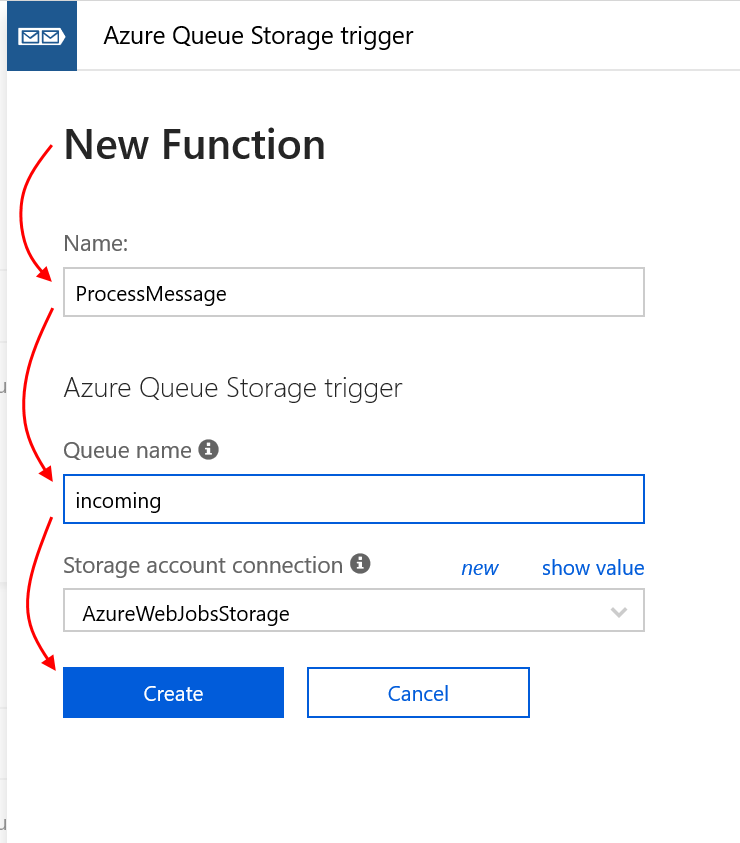 Azure Queue Storage trigger
New Function
Name:
ProcessMessage
Azure Queue Storage trigger
Queue name
incoming
Storage account connection new show value
AzureWebJobsStorage
Create Cancel